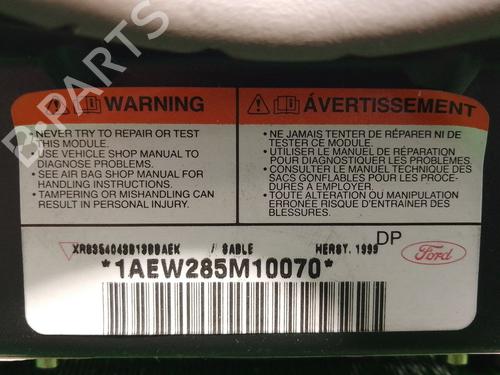 B-PARTS
WARNING
• NEVER TRY TO REPAIR OR TEST
THIS MODULE.
• USE VEHICLE SHOP MANUAL TO
DIAGNOSE PROBLEMS.
• SEE AIR BAG SHOP MANUAL FOR
HANDLING INSTRUCTIONS.
• TAMPERING OR MISHANDLING CAN
RESULT IN PERSONAL INJURY.
ÁVERTISSEMENT
• NE JAMAIS TENTER DE RÉPARER NI DE
TESTER CE MODULE.
• UTILISER LE MANUEL DE RÉPARATION
POUR DIAGNOSTIQUER LES PROBLÈMES.
• CONSULTER LE MANUEL TECHNIQUE DES
SACS GONFLABLES POUR LES PROCÉ-
DURES À EMPLOYER.
• TOUTE ALTÉRATION OU MANIPULATION
ERRONÉE RISQUE D'ENTRAÎNER DES
BLESSURES.
/ SABLE HERST. 1999 DP
*1AEW285M10070*
Ford